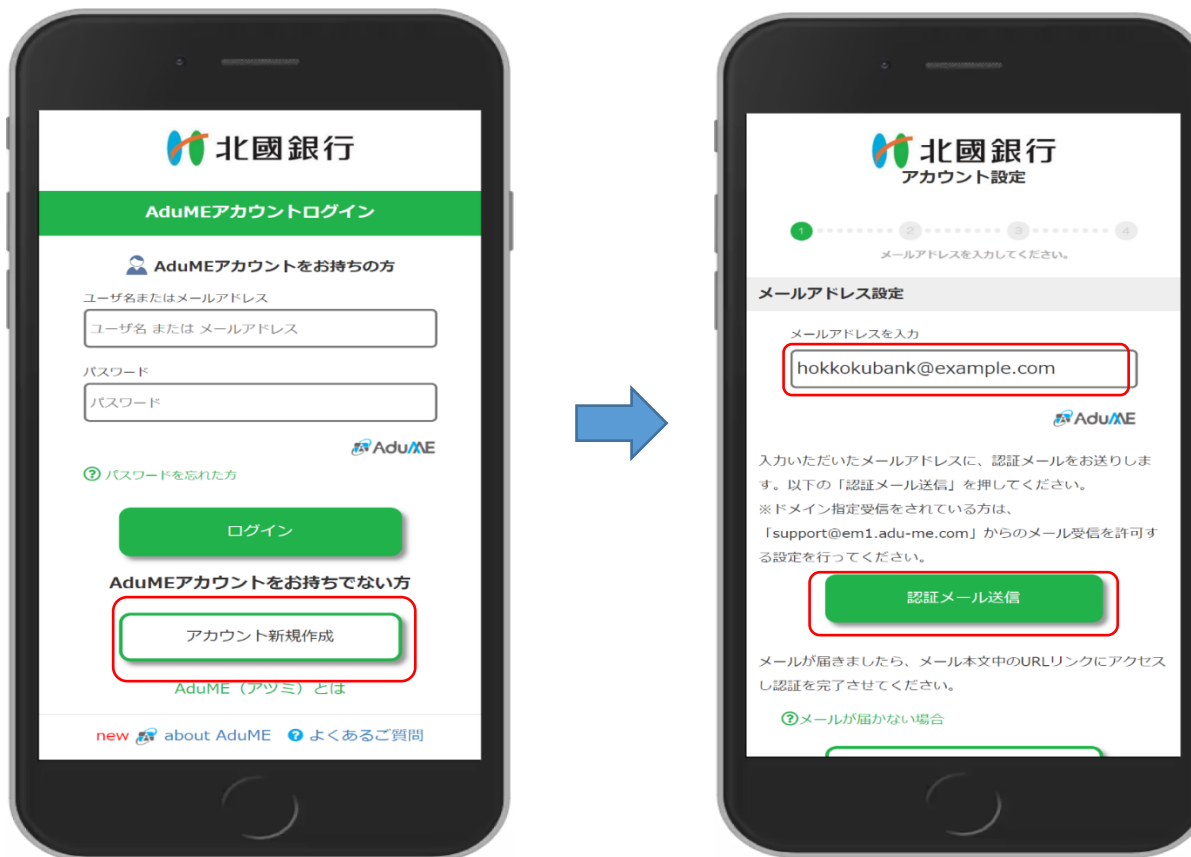 北國銀行
AduMEアカウントログイン
AduMEアカウントをお持ちの方
ユーザ名またはメールアドレス
ユーザ名 または メールアドレス
パスワード
パスワード
AduME
? パスワードを忘れた方
ログイン
AduMEアカウントをお持ちでない方
アカウント新規作成
AduME（アヅミ）とは
new about AduME ? よくあるご質問
北國銀行
アカウント設定
1 2 3 4
メールアドレスを入力してください。
メールアドレス設定
メールアドレスを入力
hokkokubank@example.com
AduME
入力いただいたメールアドレスに、認証メールをお送りしま
す。以下の「認証メール送信」を押してください。
※ドメイン指定受信をされている方は、
「support@em1.adu-me.com」からのメール受信を許可す
る設定を行ってください。
認証メール送信
メールが届きましたら、メール本文中のURLリンクにアクセス
し認証を完了させてください。
?メールが届かない場合